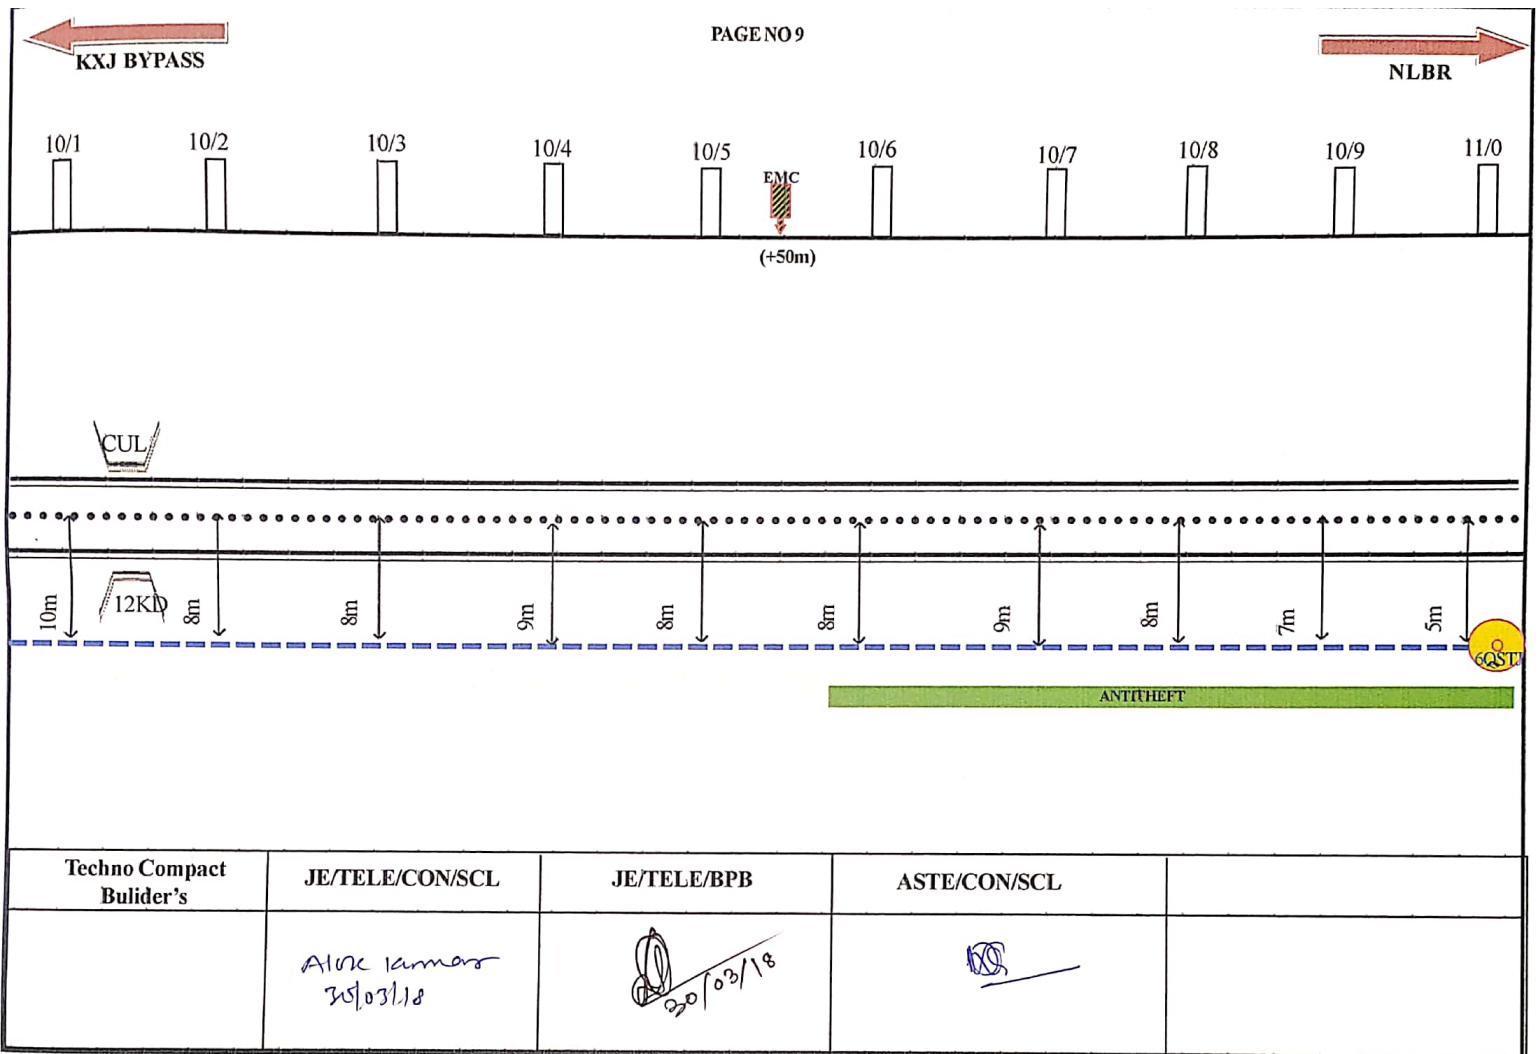 PAGE NO 9
KXJ BYPASS
NLBR
10/1 10/2 10/3 10/4 10/5 10/6 10/7 10/8 10/9 11/0
EMC
(+50m)
CUL
12KD
10m 8m 8m 9m 8m 8m 9m 8m 7m 5m
6QSTJ
ANTITHEFT
Techno Compact
Bulider's
JE/TELE/CON/SCL
JE/TELE/BPB
ASTE/CON/SCL
Alok kumar
30/03/18
30/03/18